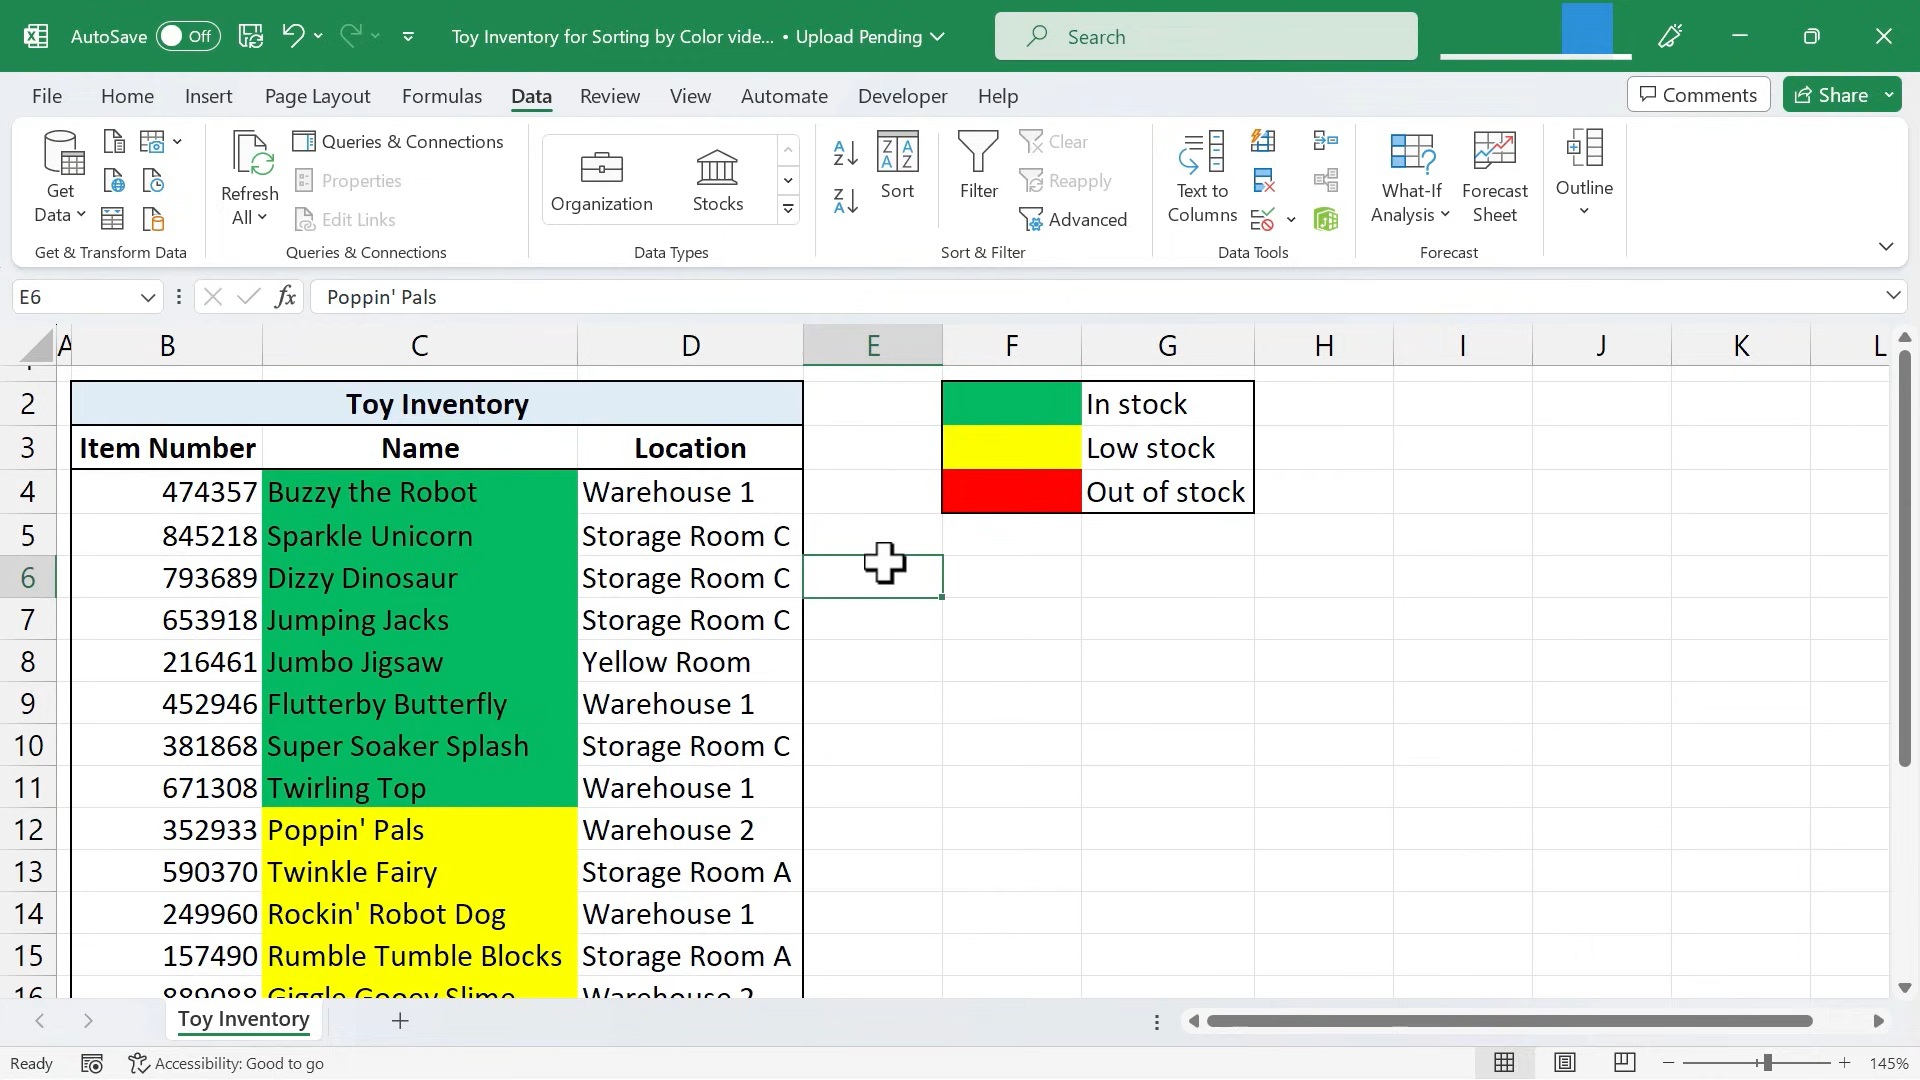 AutoSave Off Toy Inventory for Sorting by Color vide... • Upload Pending Search
File Home Insert Page Layout Formulas Data Review View Automate Developer Help Comments Share
Get Data
Refresh All
Queries & Connections
Properties
Edit Links
Organization Stocks
Sort
Filter
Clear
Reapply
Advanced
Text to Columns
What-If Analysis
Forecast Sheet
Outline
Get & Transform Data Queries & Connections Data Types Sort & Filter Data Tools Forecast
E6 fx Poppin' Pals
A B C D E F G H I J K L
2 Toy Inventory In stock
3 Item Number Name Location Low stock
4 474357 Buzzy the Robot Warehouse 1 Out of stock
5 845218 Sparkle Unicorn Storage Room C
6 793689 Dizzy Dinosaur Storage Room C
7 653918 Jumping Jacks Storage Room C
8 216461 Jumbo Jigsaw Yellow Room
9 452946 Flutterby Butterfly Warehouse 1
10 381868 Super Soaker Splash Storage Room C
11 671308 Twirling Top Warehouse 1
12 352933 Poppin' Pals Warehouse 2
13 590370 Twinkle Fairy Storage Room A
14 249960 Rockin' Robot Dog Warehouse 1
15 157490 Rumble Tumble Blocks Storage Room A
16 889088 Giggle Gooey Slime Warehouse 2
Toy Inventory
Ready Accessibility: Good to go 145%